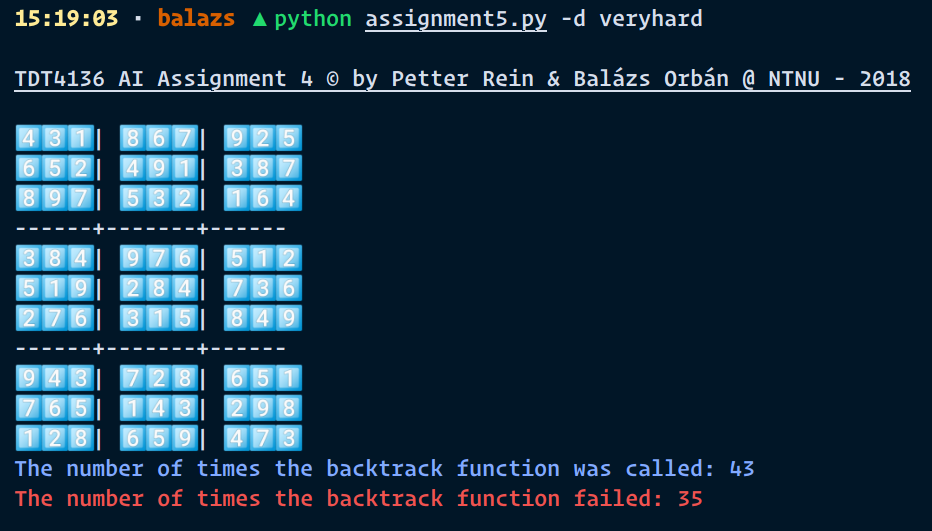 15:19:03 · balazs ▲ python assignment5.py -d veryhard
TDT4136 AI Assignment 4 © by Petter Rein & Balázs Orbán @ NTNU - 2018
431| 867| 925
652| 491| 387
897| 532| 164
------+-------+------
384| 976| 512
519| 284| 736
276| 315| 849
------+-------+------
943| 728| 651
765| 143| 298
128| 659| 473
The number of times the backtrack function was called: 43
The number of times the backtrack function failed: 35